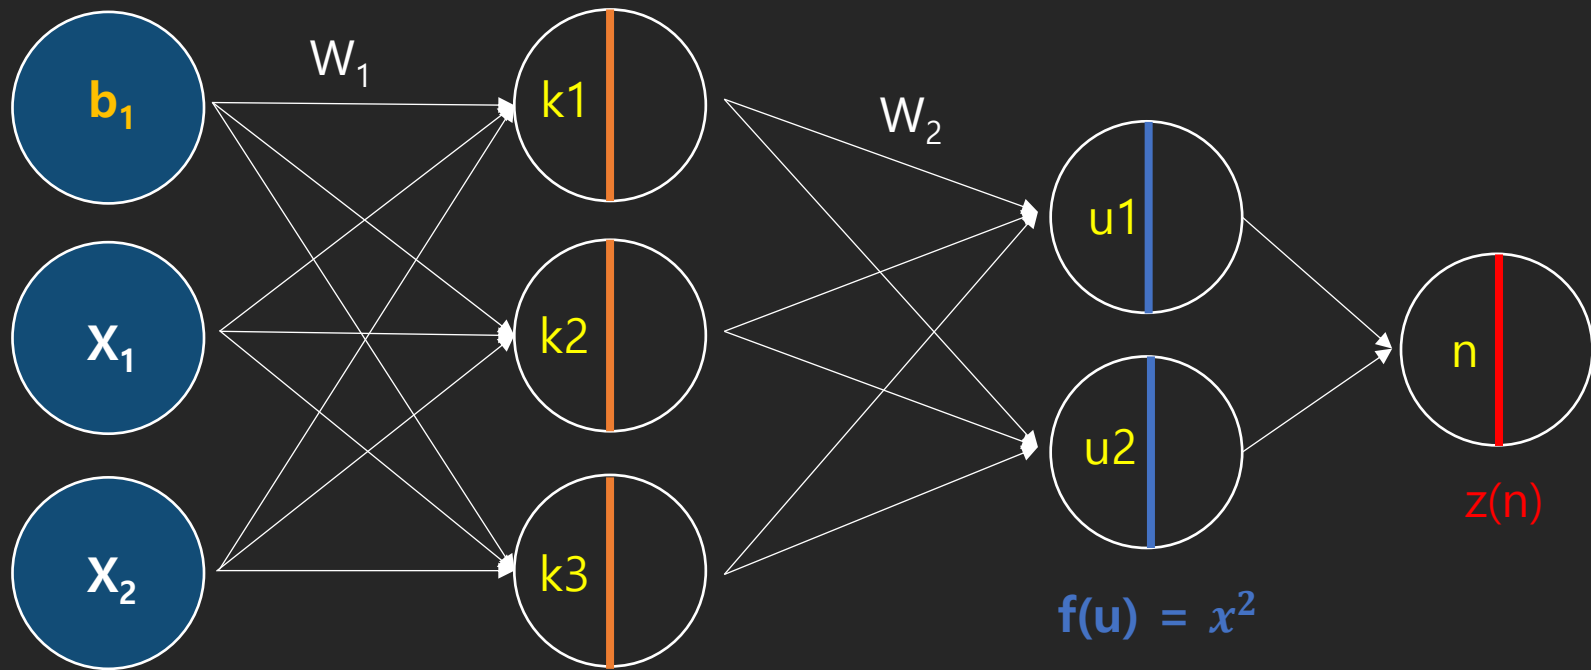 b₁
W₁
k1
W₂
u1
X₁
k2
n
u2
z(n)
X₂
k3
f(u) = x²